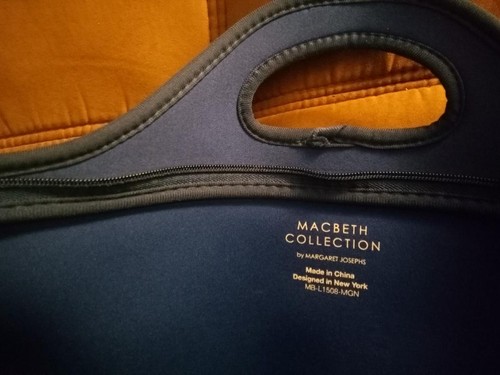 MACBETH
COLLECTION
by MARGARET JOSEPHS
Made in China
Designed in New York
MB-L1508-MGN